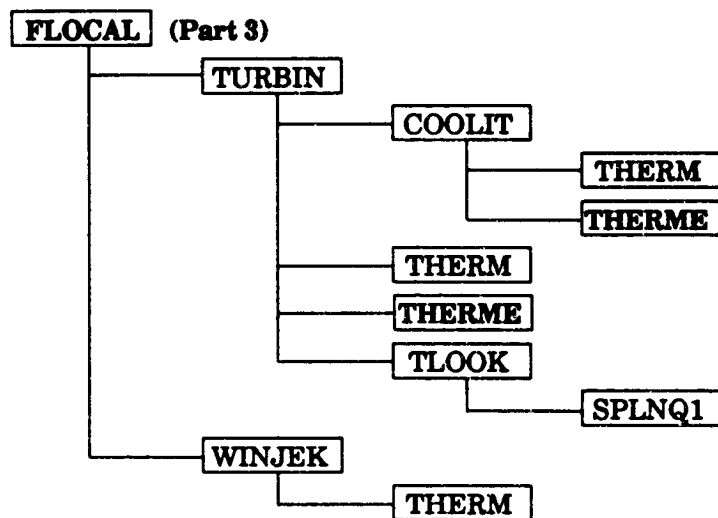 FLOCAL (Part 3)
TURBIN
COOLIT
THERM
THERME
THERM
THERME
TLOOK
SPLNQ1
WINJEK
THERM